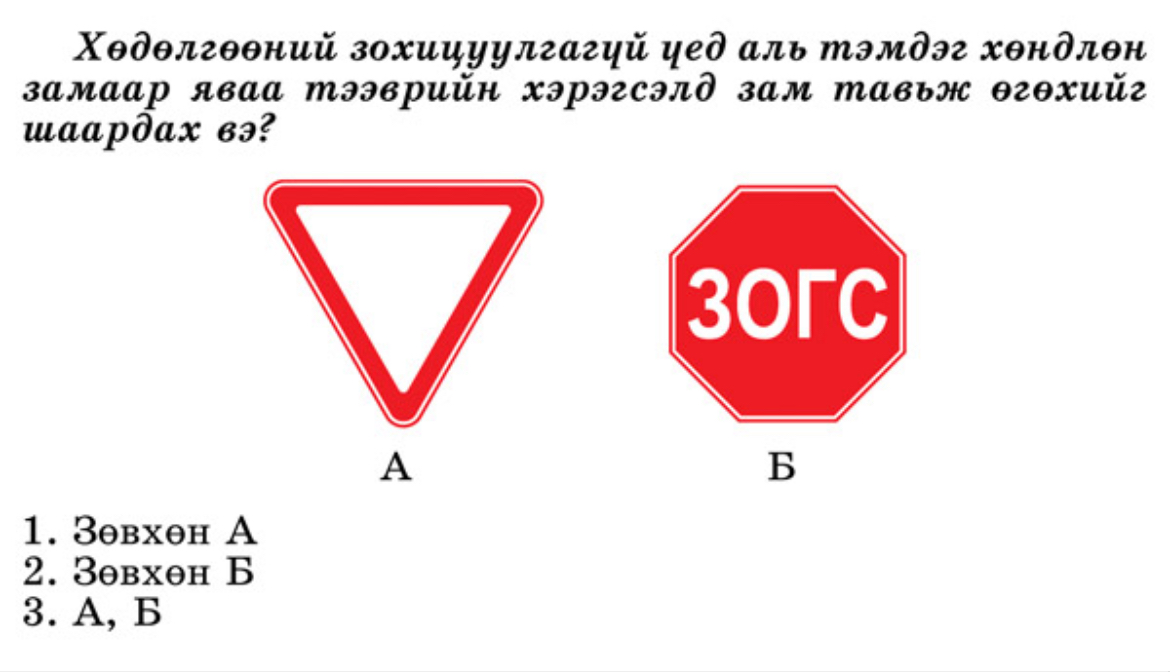 Хөдөлгөөний зохицуулгагүй үед аль тэмдэг хөндлөн
замаар яваа тээврийн хэрэгсэлд зам тавьж өгөхийг
шаардах вэ?
ЗОГС
А
Б
1. Зөвхөн А
2. Зөвхөн Б
3. А, Б